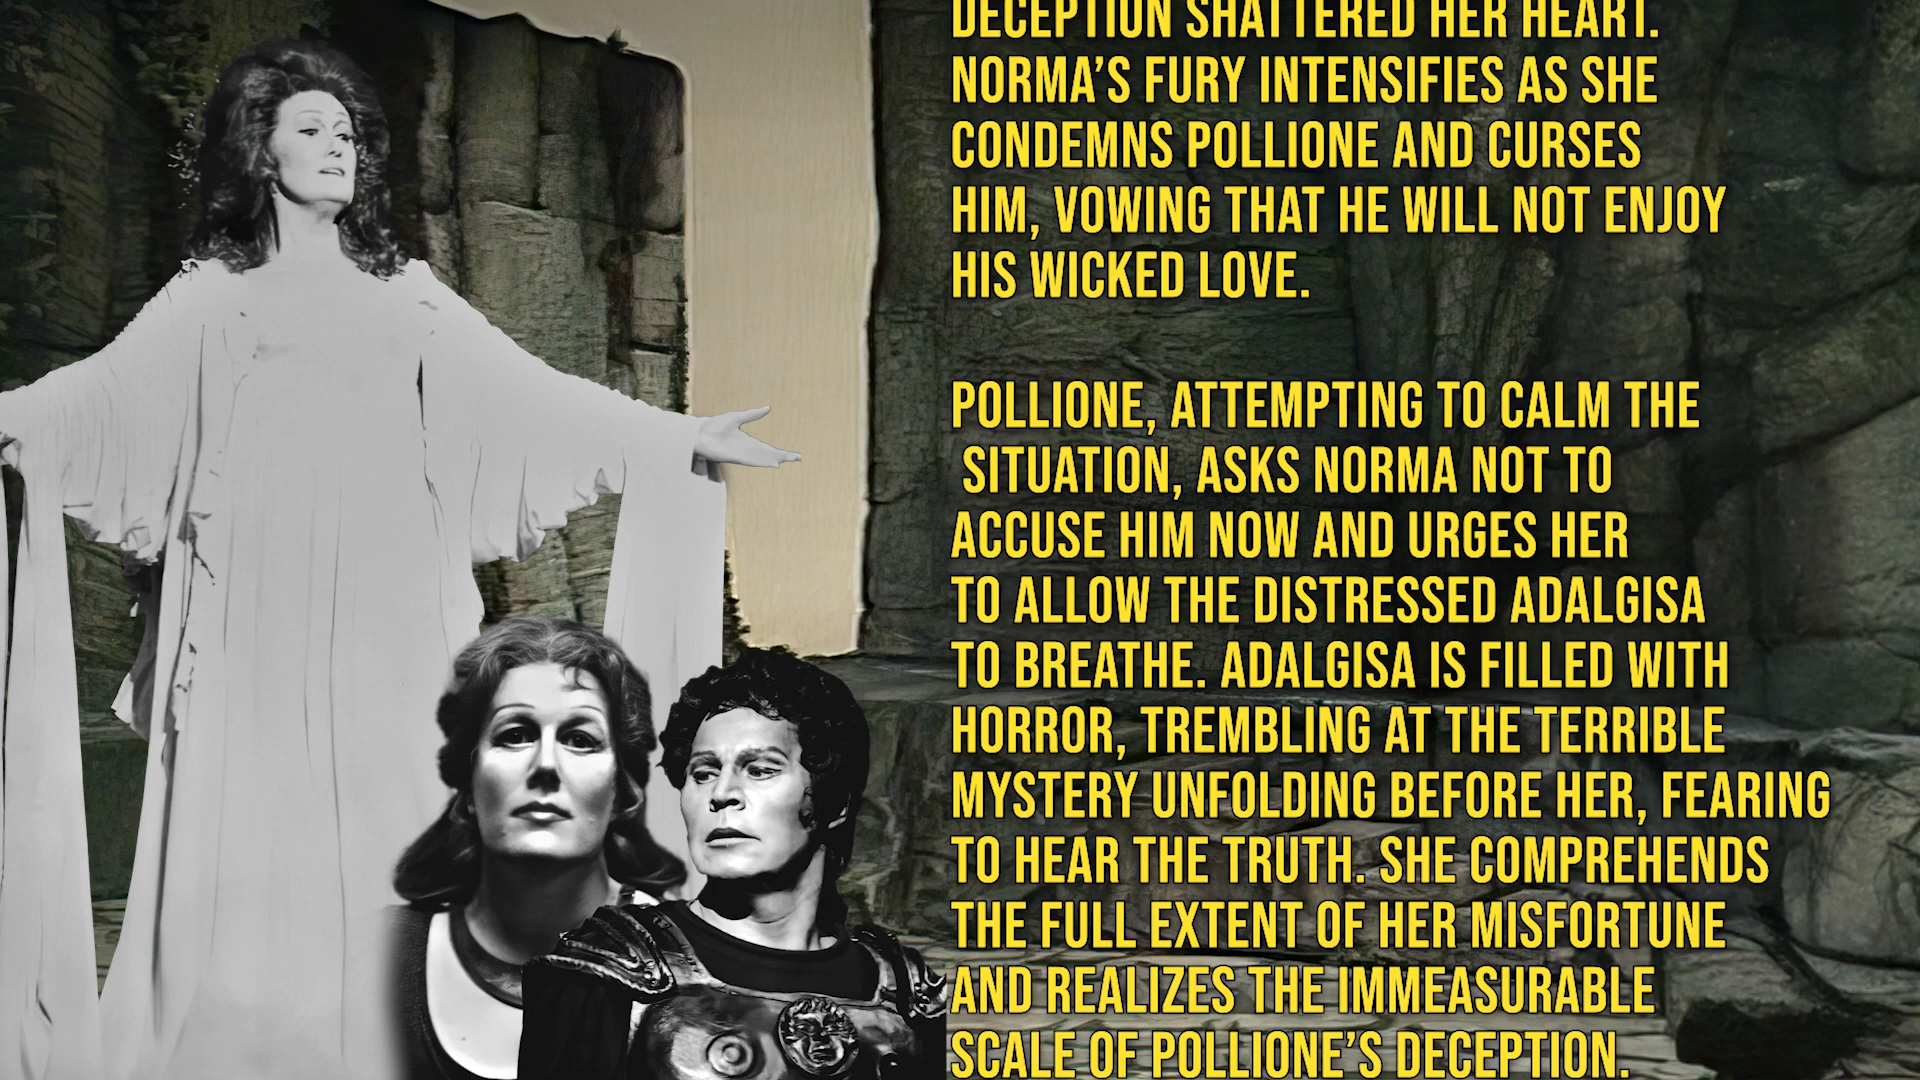 DECEPTION SHATTERED HER HEART.
NORMA’S FURY INTENSIFIES AS SHE
CONDEMNS POLLIONE AND CURSES
HIM, VOWING THAT HE WILL NOT ENJOY
HIS WICKED LOVE.
POLLIONE, ATTEMPTING TO CALM THE
SITUATION, ASKS NORMA NOT TO
ACCUSE HIM NOW AND URGES HER
TO ALLOW THE DISTRESSED ADALGISA
TO BREATHE. ADALGISA IS FILLED WITH
HORROR, TREMBLING AT THE TERRIBLE
MYSTERY UNFOLDING BEFORE HER, FEARING
TO HEAR THE TRUTH. SHE COMPREHENDS
THE FULL EXTENT OF HER MISFORTUNE
AND REALIZES THE IMMEASURABLE
SCALE OF POLLIONE’S DECEPTION.